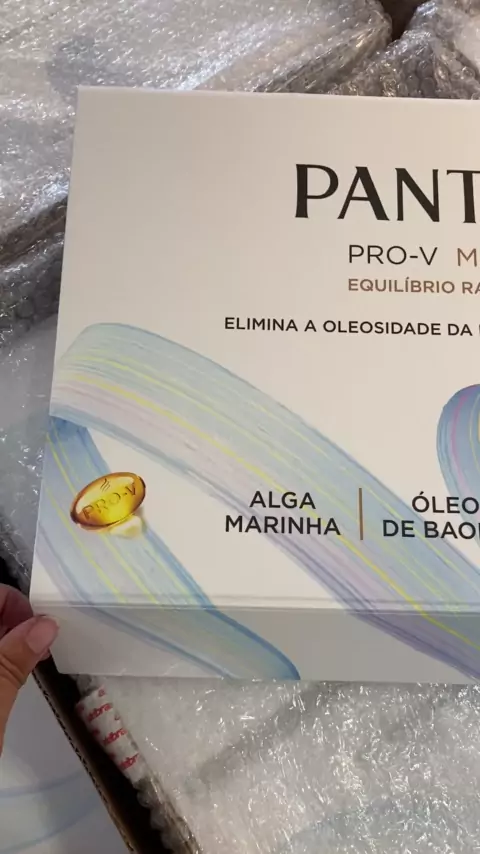 PANT
PRO-V M
EQUILÍBRIO RA
ELIMINA A OLEOSIDADE DA
PRO-V
ALGA
MARINHA
ÓLEO
DE BAO